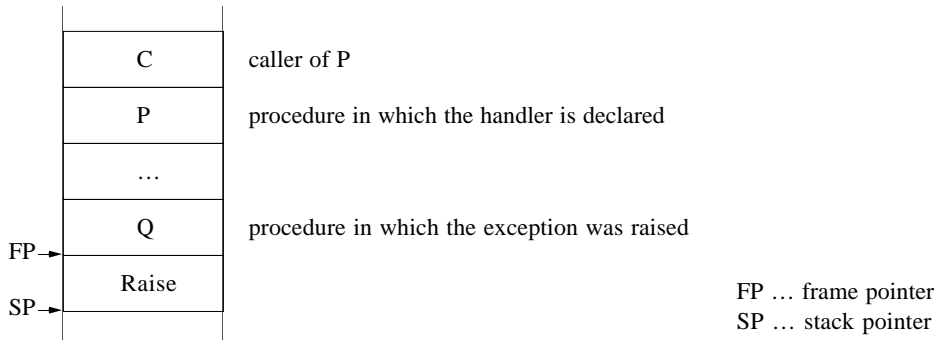 C caller of P
P procedure in which the handler is declared
…
Q procedure in which the exception was raised
FP
Raise
FP … frame pointer
SP
SP … stack pointer